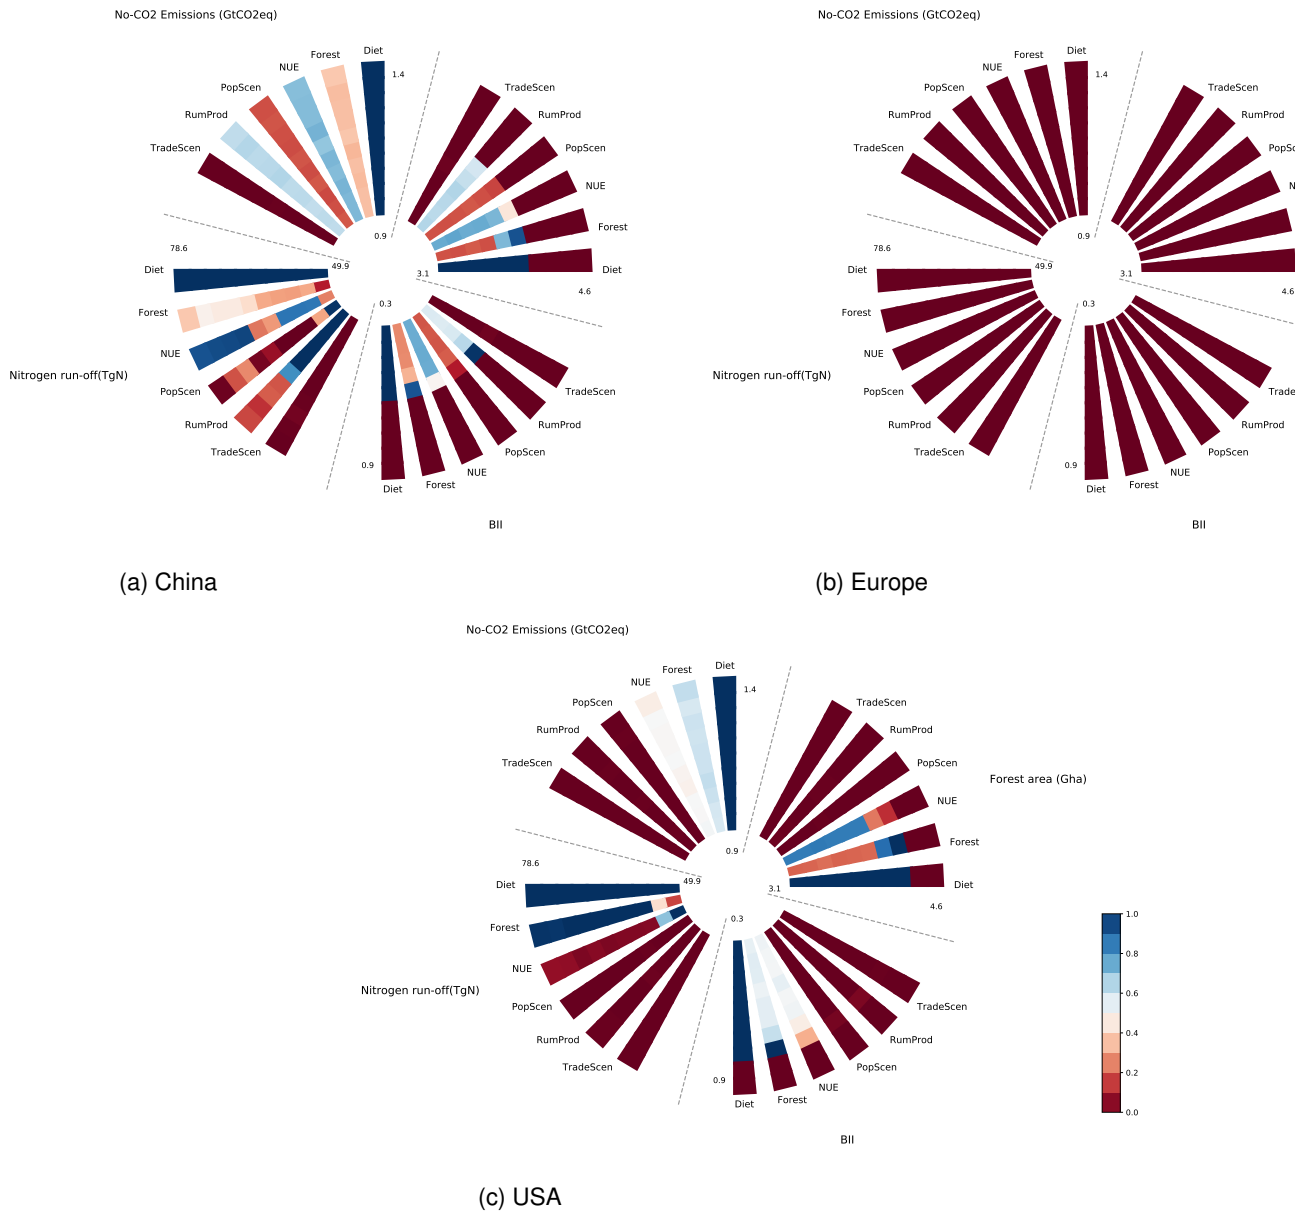 No-CO2 Emissions (GtCO2eq)
Diet
Forest
NUE
PopScen
RumProd
TradeScen
1.4
0.9
TradeScen
RumProd
PopScen
NUE
Forest
Diet
3.1
4.6
78.6
49.9
Diet
Forest
NUE
PopScen
RumProd
TradeScen
Nitrogen run-off(TgN)
0.3
0.9
Diet
Forest
NUE
PopScen
RumProd
TradeScen
BII
(a) China
No-CO2 Emissions (GtCO2eq)
Diet
Forest
NUE
PopScen
RumProd
TradeScen
1.4
0.9
TradeScen
RumProd
PopSc
N
3.1
4.6
78.6
49.9
Diet
Forest
NUE
PopScen
RumProd
TradeScen
Nitrogen run-off(TgN)
0.3
0.9
Diet
Forest
NUE
PopScen
RumProd
TradeScen
BII
(b) Europe
No-CO2 Emissions (GtCO2eq)
Diet
Forest
NUE
PopScen
RumProd
TradeScen
1.4
0.9
TradeScen
RumProd
PopScen
NUE
Forest
Diet
Forest area (Gha)
3.1
4.6
78.6
49.9
Diet
Forest
NUE
PopScen
RumProd
TradeScen
Nitrogen run-off(TgN)
0.3
0.9
Diet
Forest
NUE
PopScen
RumProd
TradeScen
BII
1.0
0.8
0.6
0.4
0.2
0.0
(c) USA